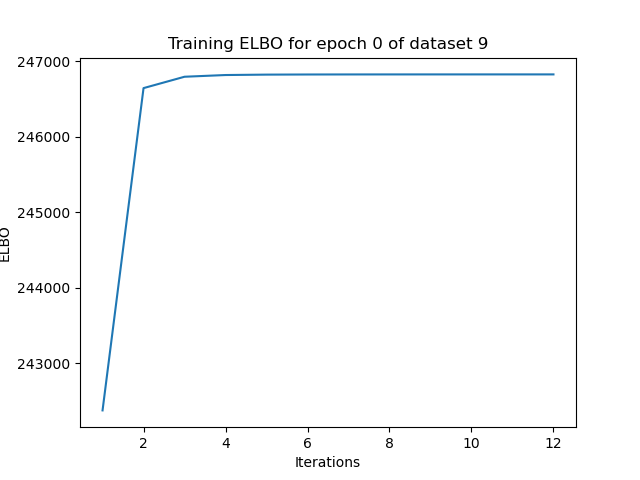 Training ELBO for epoch 0 of dataset 9
247000
246000
245000
244000
243000
ELBO
2 4 6 8 10 12
Iterations